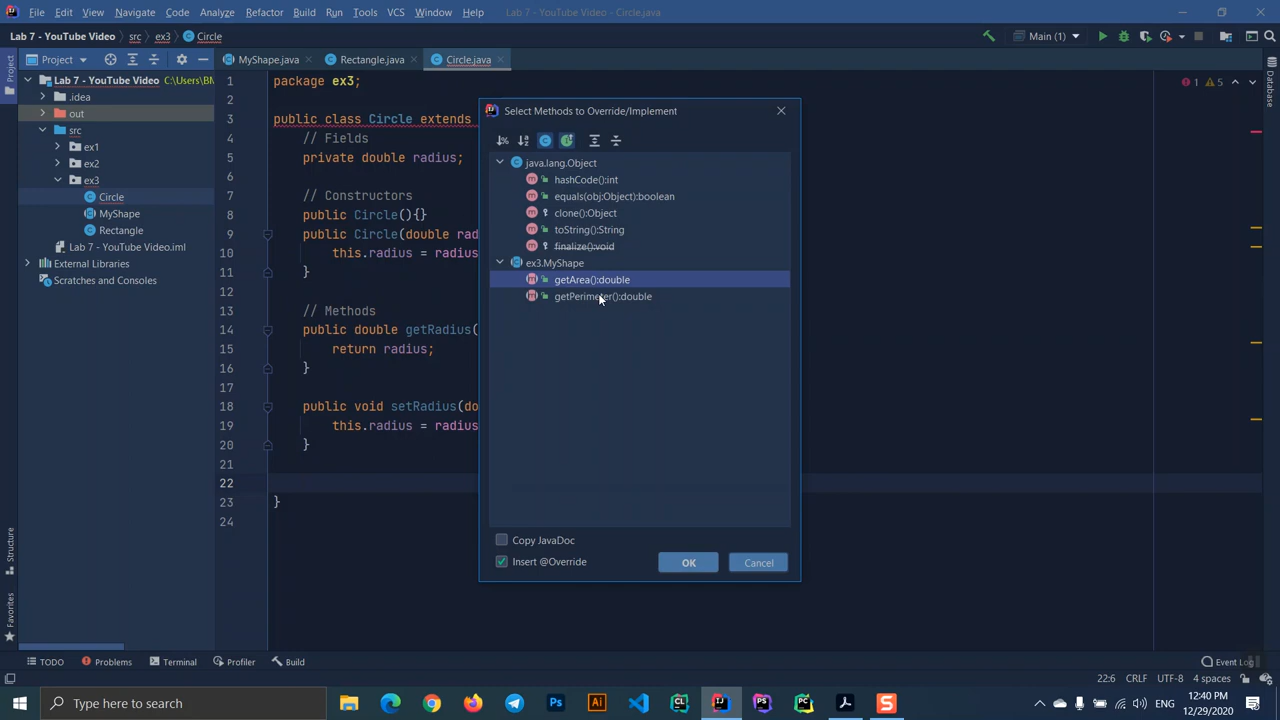 File Edit View Navigate Code Analyze Refactor Build Run Tools VCS Window Help Lab 7 - YouTube Video - Circle.java
Lab 7 - YouTube Video src ex3 Circle Main (1)
Project MyShape.java Rectangle.java Circle.java
Project
Database
Lab 7 - YouTube Video C:\Users\BM
.idea
out
src
ex1
ex2
ex3
Circle
MyShape
Rectangle
Lab 7 - YouTube Video.iml
External Libraries
Scratches and Consoles
1 5
1 package ex3;
2
3 public class Circle extends
4 // Fields
5 private double radius;
6
7 // Constructors
8 public Circle(){}
9 public Circle(double rad
10 this.radius = radius
11 }
12
13 // Methods
14 public double getRadius(
15 return radius;
16 }
17
18 public void setRadius(do
19 this.radius = radius
20 }
21
22
23 }
24
Select Methods to Override/Implement
java.lang.Object
hashCode():int
equals(obj:Object):boolean
clone():Object
toString():String
finalize():void
ex3.MyShape
getArea():double
getPerimeter():double
Copy JavaDoc
Insert @Override
OK Cancel
Structure
Favorites
TODO Problems Terminal Profiler Build Event Log
22:6 CRLF UTF-8 4 spaces
Type here to search
ENG
12:40 PM
12/29/2020